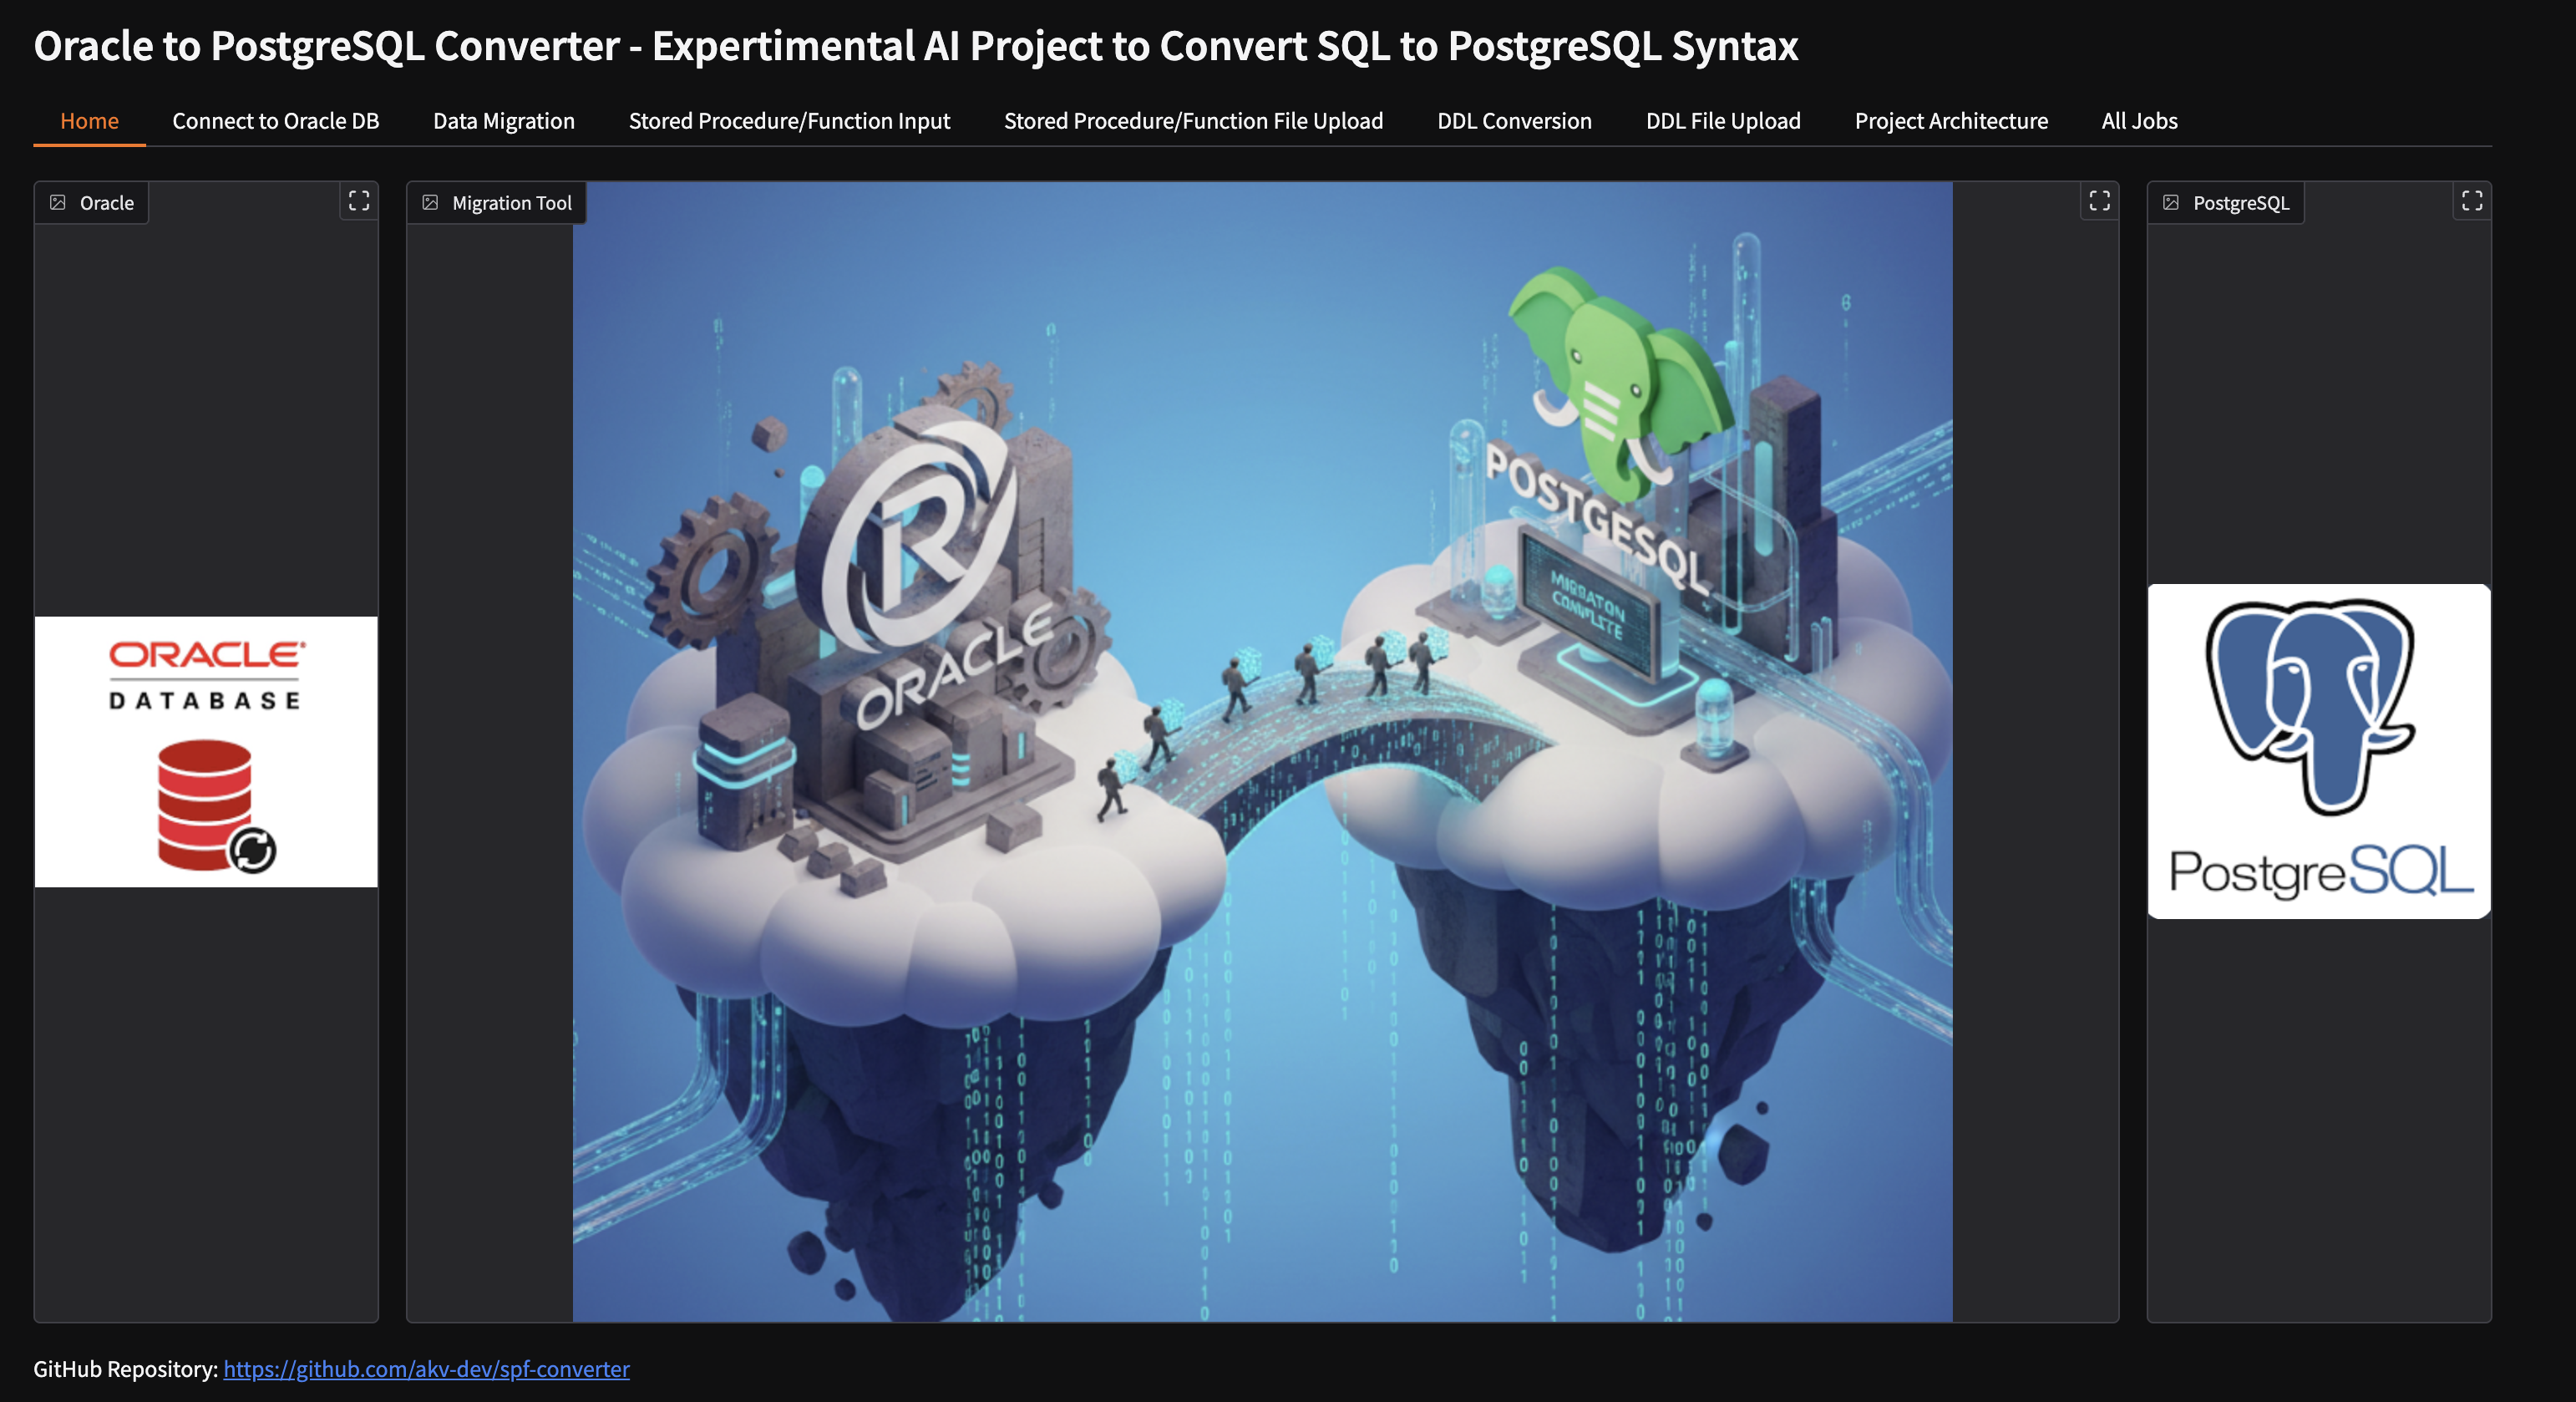 Oracle to PostgreSQL Converter - Expertimental AI Project to Convert SQL to PostgreSQL Syntax
Home Connect to Oracle DB Data Migration Stored Procedure/Function Input Stored Procedure/Function File Upload DDL Conversion DDL File Upload Project Architecture All Jobs
Oracle
Migration Tool
PostgreSQL
ORACLE
DATABASE
R
ORACLE
POSTGESQL
PostgreSQL
GitHub Repository: https://github.com/akv-dev/spf-converter